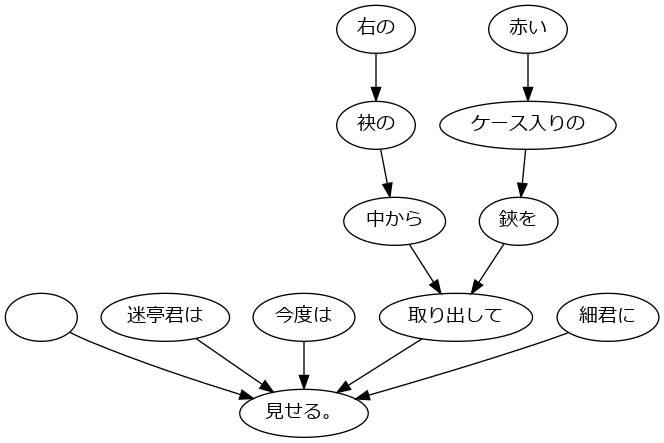 右の
赤い
袂の
ケース入りの
中から
鋏を
迷亭君は
今度は
取り出して
細君に
見せる。